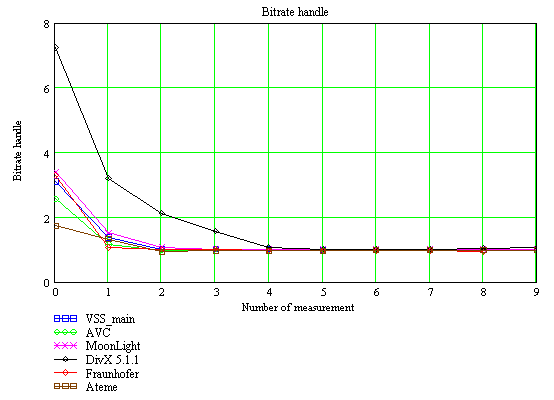 Bitrate handle
8
6
4
2
0
Bitrate handle
0 1 2 3 4 5 6 7 8 9
Number of measurement
VSS_main
AVC
MoonLight
DivX 5.1.1
Fraunhofer
Ateme